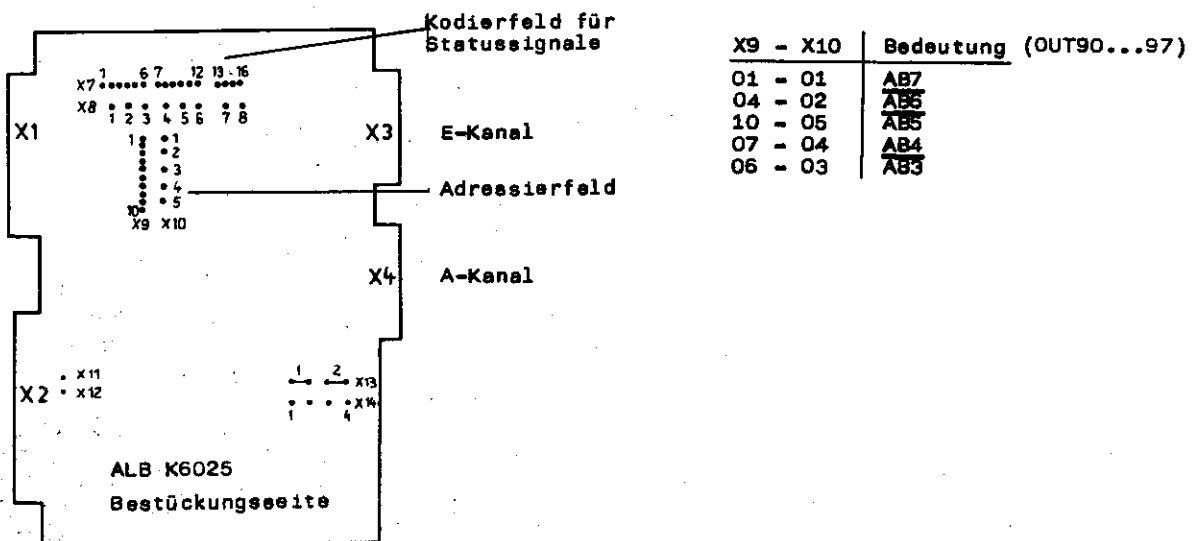 Kodierfeld für
Statussignale
1 6 7 12 13 - 16
X7
X8
1 2 3 4 5 6 7 8
X1
X3
E-Kanal
1 1
2
3
4
5
10
X9 X10
Adressierfeld
X4
A-Kanal
X11
X12
X2
1 2 X13
X14
1 4
ALB K6025
Bestückungsseite
X9 - X10 Bedeutung (OUT90...97)
01 - 01 AB7
04 - 02 AB6
10 - 05 AB5
07 - 04 AB4
06 - 03 AB3